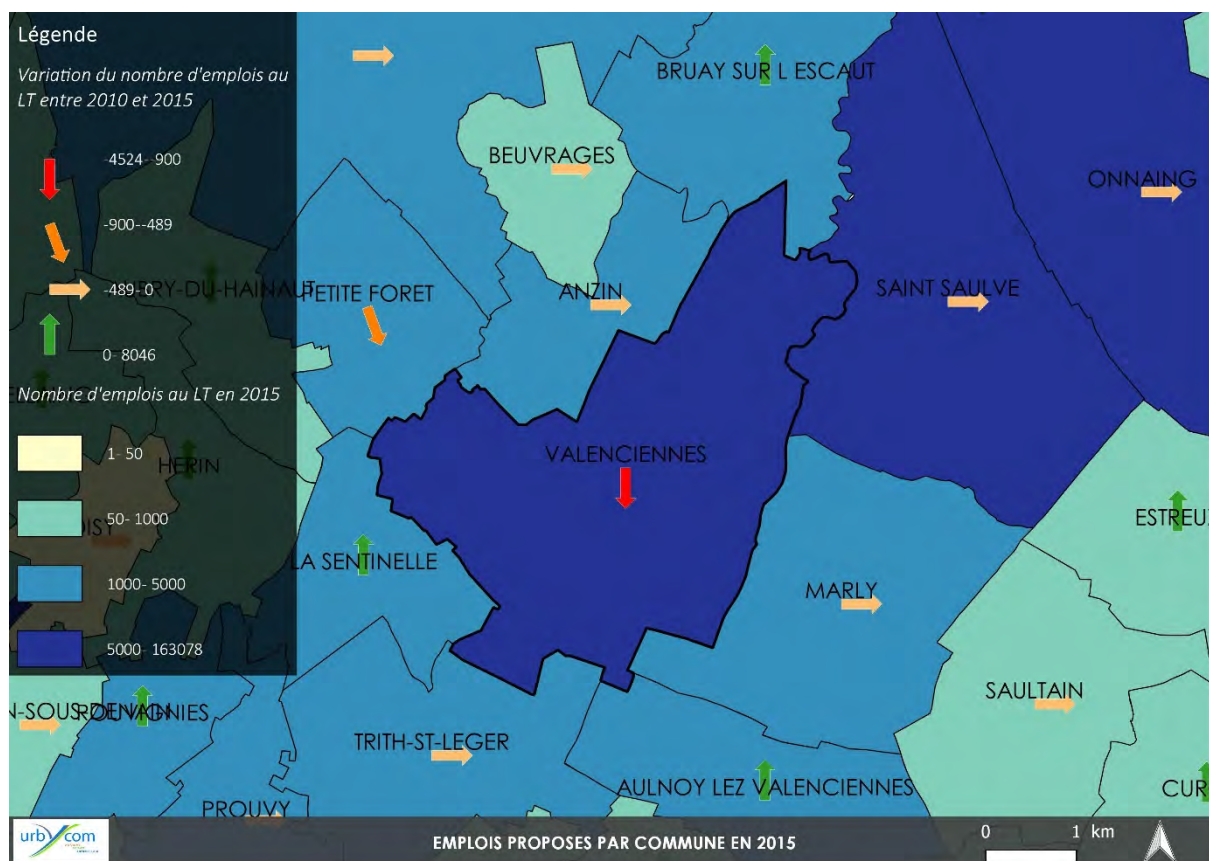 Légende
Variation du nombre d'emplois au
LT entre 2010 et 2015
-4524--900
-900--489
-489-0
0-8046
Nombre d'emplois au LT en 2015
1-50
50-1000
1000-5000
5000-163078
BRUAY SUR L ESCAUT
BEUVRAGES
ONNAING
PETITE FORET
ANZIN
SAINT SAULVE
VALENCIENNES
HERIN
ESTREUX
LA SENTINELLE
MARLY
SAULTAIN
ROUVIGNIES
TRITH-ST-LEGER
AULNOY LEZ VALENCIENNES
CUR
PROUVY
urbycom
EMPLOIS PROPOSES PAR COMMUNE EN 2015
0 1 km